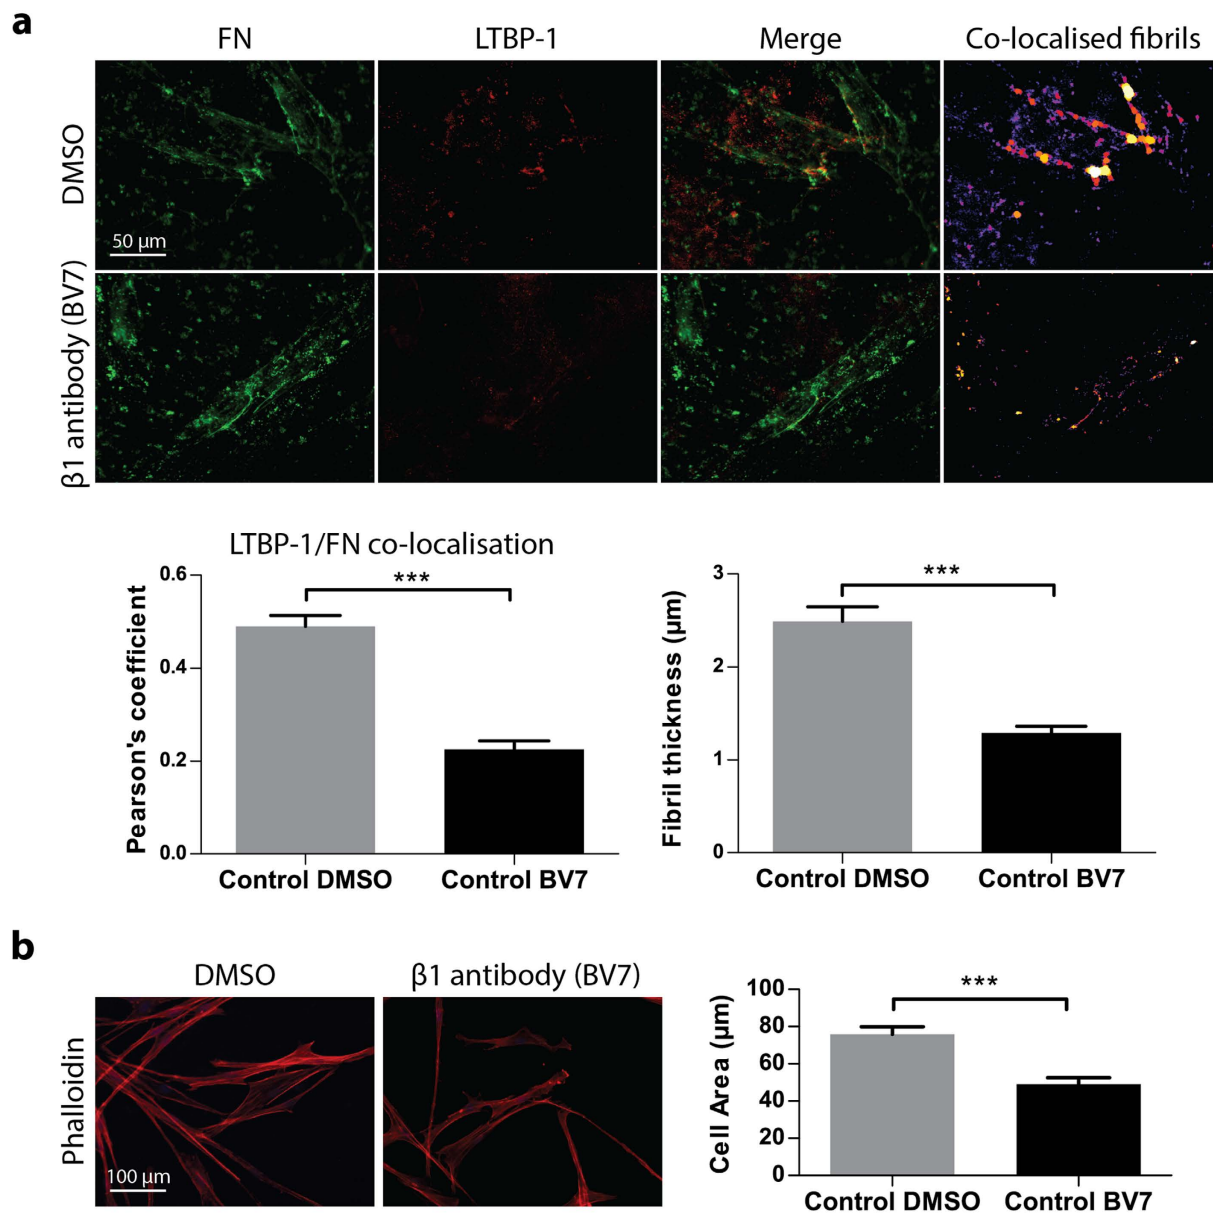 a
FN
LTBP-1
Merge
Co-localised fibrils
DMSO
50 µm
β1 antibody (BV7)
LTBP-1/FN co-localisation
Pearson's coefficient
0.6
0.4
0.2
0.0
***
Control DMSO
Control BV7
Fibril thickness (µm)
3
2
1
0
***
Control DMSO
Control BV7
b
DMSO
β1 antibody (BV7)
Phalloidin
100 µm
Cell Area (µm)
100
80
60
40
20
0
***
Control DMSO
Control BV7